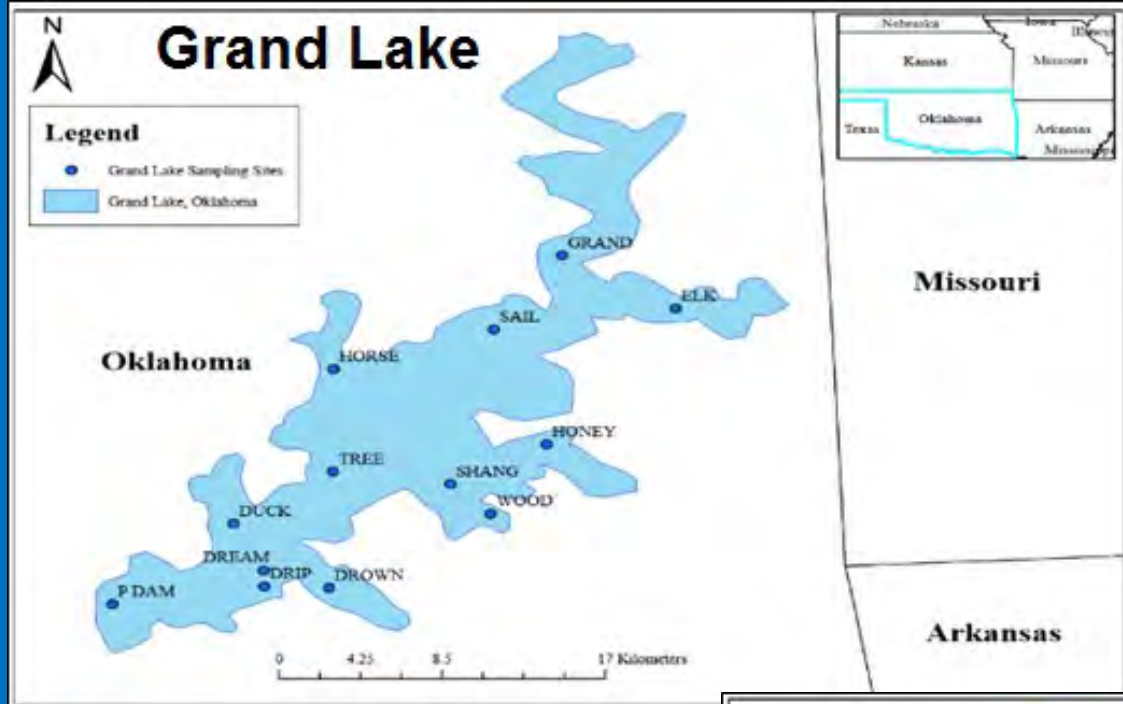 Grand Lake
N
Legend
Grand Lake Sampling Sites
Grand Lake, Oklahoma
Nebraska
Iowa
Kansas
Missouri
Oklahoma
Texas
Arkansas
GRAND
ELK
SAIL
Missouri
Oklahoma
HORSE
HONEY
TREE
SHANG
WOOD
DUCK
DREAM
DRIP
DROWN
P DAM
Arkansas
0 4.25 8.5 17 Kilometers